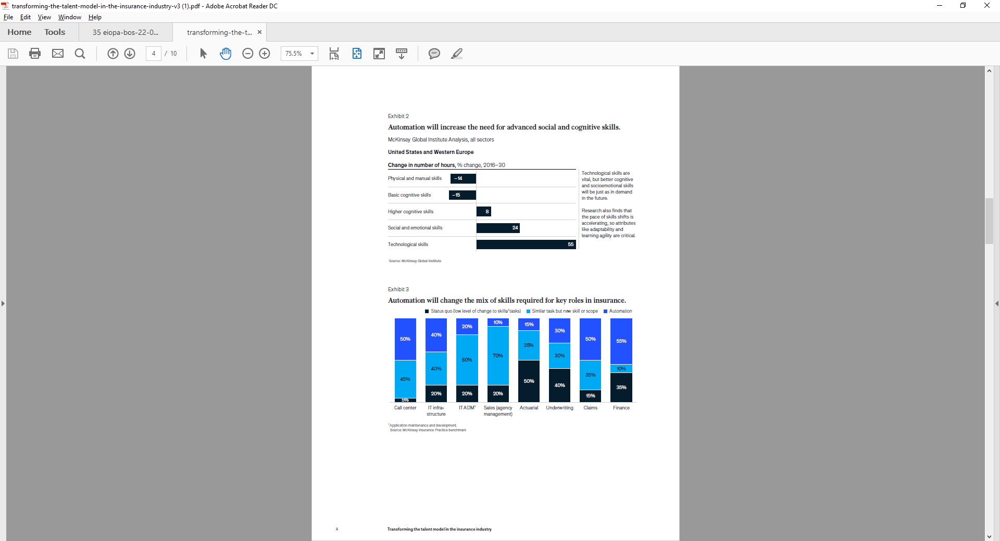 transforming-the-talent-model-in-the-insurance-industry-v3 (1).pdf - Adobe Acrobat Reader DC
File Edit View Window Help
Home Tools 35 eiopa-bos-22-0... transforming-the-t... ×
4 / 10 75.5%
Exhibit 2
Automation will increase the need for advanced social and cognitive skills.
McKinsey Global Institute Analysis, all sectors
United States and Western Europe
Change in number of hours, % change, 2016–30
Physical and manual skills –14
Basic cognitive skills –15
Higher cognitive skills 8
Social and emotional skills 24
Technological skills 55
Technological skills are
vital, but better cognitive
and socioemotional skills
will be just as in demand
in the future.
Research also finds that
the pace of skills shifts is
accelerating, so attributes
like adaptability and
learning agility are critical.
Source: McKinsey Global Institute
Exhibit 3
Automation will change the mix of skills required for key roles in insurance.
Status quo (low level of change to skills/tasks) Similar task but new skill or scope Automation
50% 40% 20% 10% 15% 30% 50% 55%
45% 40% 60% 70% 35% 30% 35% 10%
5% 20% 20% 20% 50% 40% 15% 35%
Call center IT infra- IT ADM¹ Sales (agency Actuarial Underwriting Claims Finance
structure management)
¹Application maintenance and development.
Source: McKinsey Insurance Practice benchmark
4 Transforming the talent model in the insurance industry